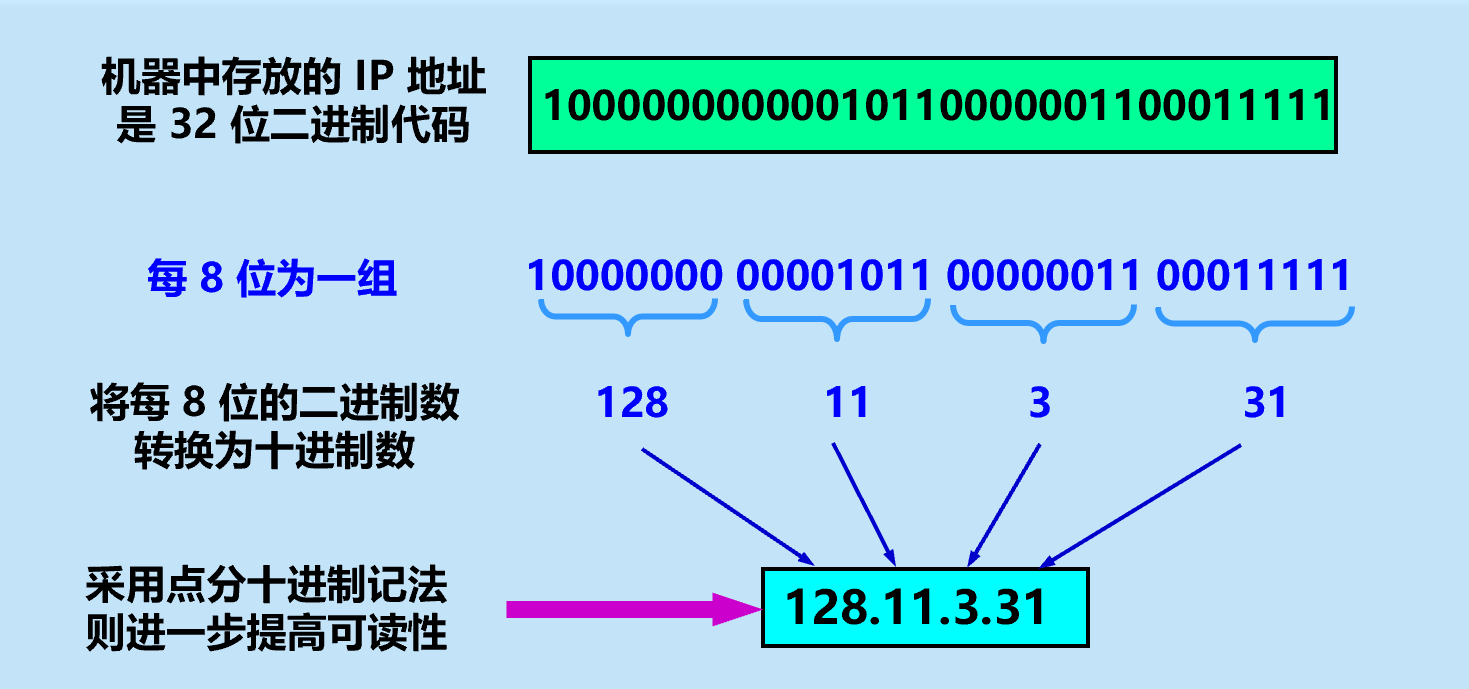 机器中存放的 IP 地址
是 32 位二进制代码
10000000000010110000001100011111
每 8 位为一组
10000000 00001011 00000011 00011111
将每 8 位的二进制数
转换为十进制数
128 11 3 31
采用点分十进制记法
则进一步提高可读性
128.11.3.31